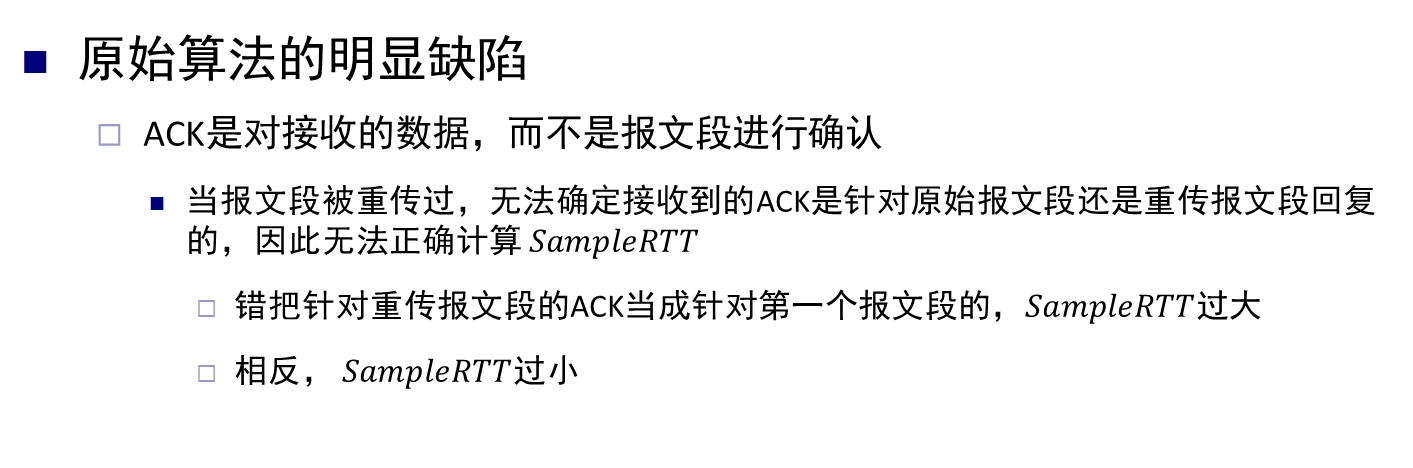 原始算法的明显缺陷
ACK是对接收的数据，而不是报文段进行确认
当报文段被重传过，无法确定接收到的ACK是针对原始报文段还是重传报文段回复
的，因此无法正确计算 SampleRTT
错把针对重传报文段的ACK当成针对第一个报文段的，SampleRTT过大
相反， SampleRTT过小